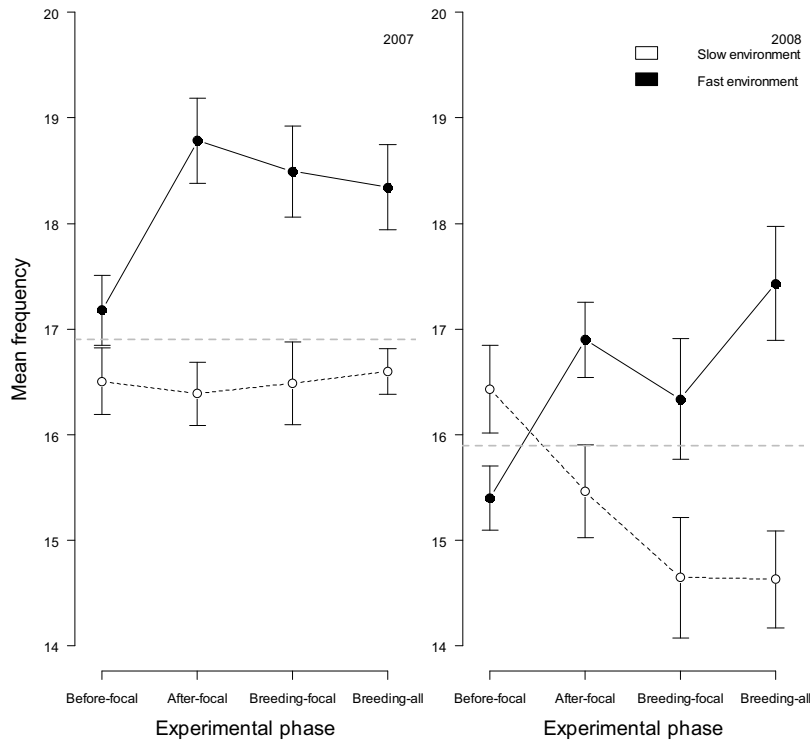 Mean frequency
20
19
18
17
16
15
14
2007
Before-focal After-focal Breeding-focal Breeding-all
Experimental phase
20
19
18
17
16
15
14
2008
Slow environment
Fast environment
Before-focal After-focal Breeding-focal Breeding-all
Experimental phase